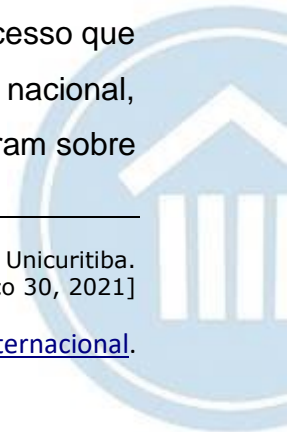 cesso que
nacional,
ram sobre
Unicuritiba.
o 30, 2021]
ternacional.